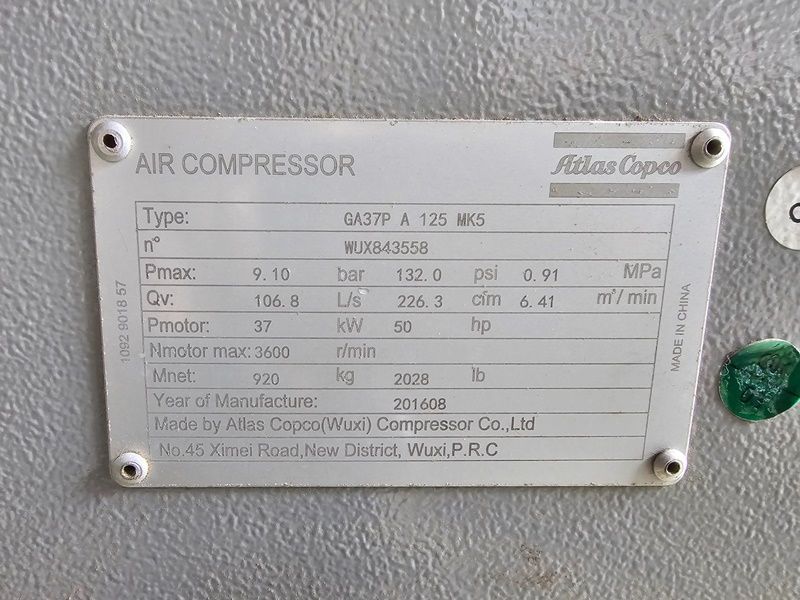 AIR COMPRESSOR
Atlas Copco
Type: GA37P A 125 MK5
n° WUX843558
Pmax: 9.10 bar 132.0 psi 0.91 MPa
Qv: 106.8 L/s 226.3 cfm 6.41 m³/min
Pmotor: 37 kW 50 hp
Nmotor max: 3600 r/min
Mnet: 920 kg 2028 lb
Year of Manufacture: 201608
Made by Atlas Copco(Wuxi) Compressor Co.,Ltd
No.45 Ximei Road,New District, Wuxi,P.R.C
1092 9018 57
MADE IN CHINA